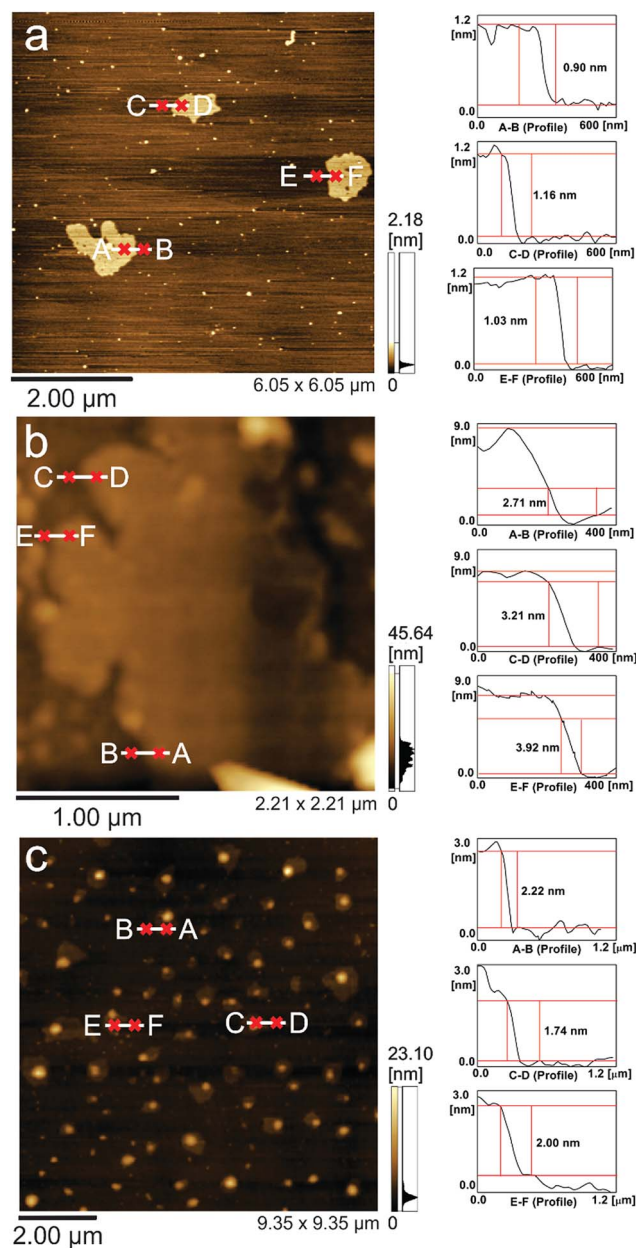 a
C D
E F
A B
2.00 µm
6.05 x 6.05 µm
2.18
[nm]
0
1.2
[nm]
0.90 nm
0.0
0.0 A-B (Profile) 600 [nm]
1.2
[nm]
1.16 nm
0.0
0.0 C-D (Profile) 600 [nm]
1.2
[nm]
1.03 nm
0.0
0.0 E-F (Profile) 600 [nm]
b
C D
E F
B A
1.00 µm
2.21 x 2.21 µm
45.64
[nm]
0
9.0
[nm]
2.71 nm
0.0
0.0 A-B (Profile) 400 [nm]
9.0
[nm]
3.21 nm
0.0
0.0 C-D (Profile) 400 [nm]
9.0
[nm]
3.92 nm
0.0
0.0 E-F (Profile) 400 [nm]
c
B A
E F C D
2.00 µm
9.35 x 9.35 µm
23.10
[nm]
0
3.0
[nm]
2.22 nm
0.0
0.0 A-B (Profile) 1.2 [µm]
3.0
[nm]
1.74 nm
0.0
0.0 C-D (Profile) 1.2 [µm]
3.0
[nm]
2.00 nm
0.0
0.0 E-F (Profile) 1.2 [µm]